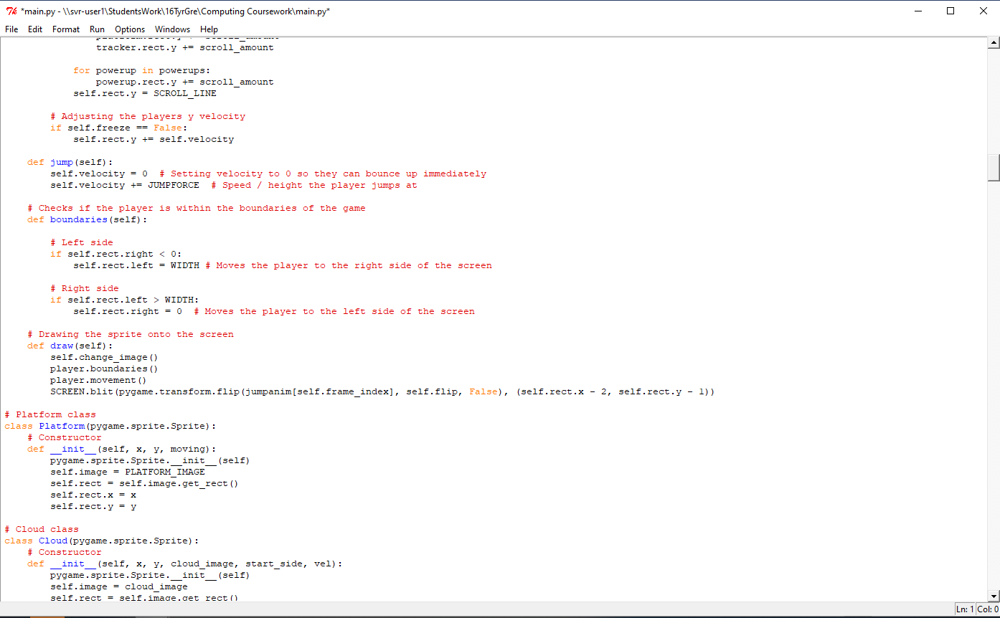 *main.py - \\svr-user1\StudentsWork\16TyrGre\Computing Coursework\main.py*
File Edit Format Run Options Windows Help
tracker.rect.y += scroll_amount
for powerup in powerups:
powerup.rect.y += scroll_amount
self.rect.y = SCROLL_LINE
# Adjusting the players y velocity
if self.freeze == False:
self.rect.y += self.velocity
def jump(self):
self.velocity = 0  # Setting velocity to 0 so they can bounce up immediately
self.velocity += JUMPFORCE  # Speed / height the player jumps at
# Checks if the player is within the boundaries of the game
def boundaries(self):
# Left side
if self.rect.right < 0:
self.rect.left = WIDTH # Moves the player to the right side of the screen
# Right side
if self.rect.left > WIDTH:
self.rect.right = 0  # Moves the player to the left side of the screen
# Drawing the sprite onto the screen
def draw(self):
self.change_image()
player.boundaries()
player.movement()
SCREEN.blit(pygame.transform.flip(jumpanim[self.frame_index], self.flip, False), (self.rect.x - 2, self.rect.y - 1))
# Platform class
class Platform(pygame.sprite.Sprite):
# Constructor
def __init__(self, x, y, moving):
pygame.sprite.Sprite.__init__(self)
self.image = PLATFORM_IMAGE
self.rect = self.image.get_rect()
self.rect.x = x
self.rect.y = y
# Cloud class
class Cloud(pygame.sprite.Sprite):
# Constructor
def __init__(self, x, y, cloud_image, start_side, vel):
pygame.sprite.Sprite.__init__(self)
self.image = cloud_image
self.rect = self.image.get_rect()
Ln: 1 Col: 0